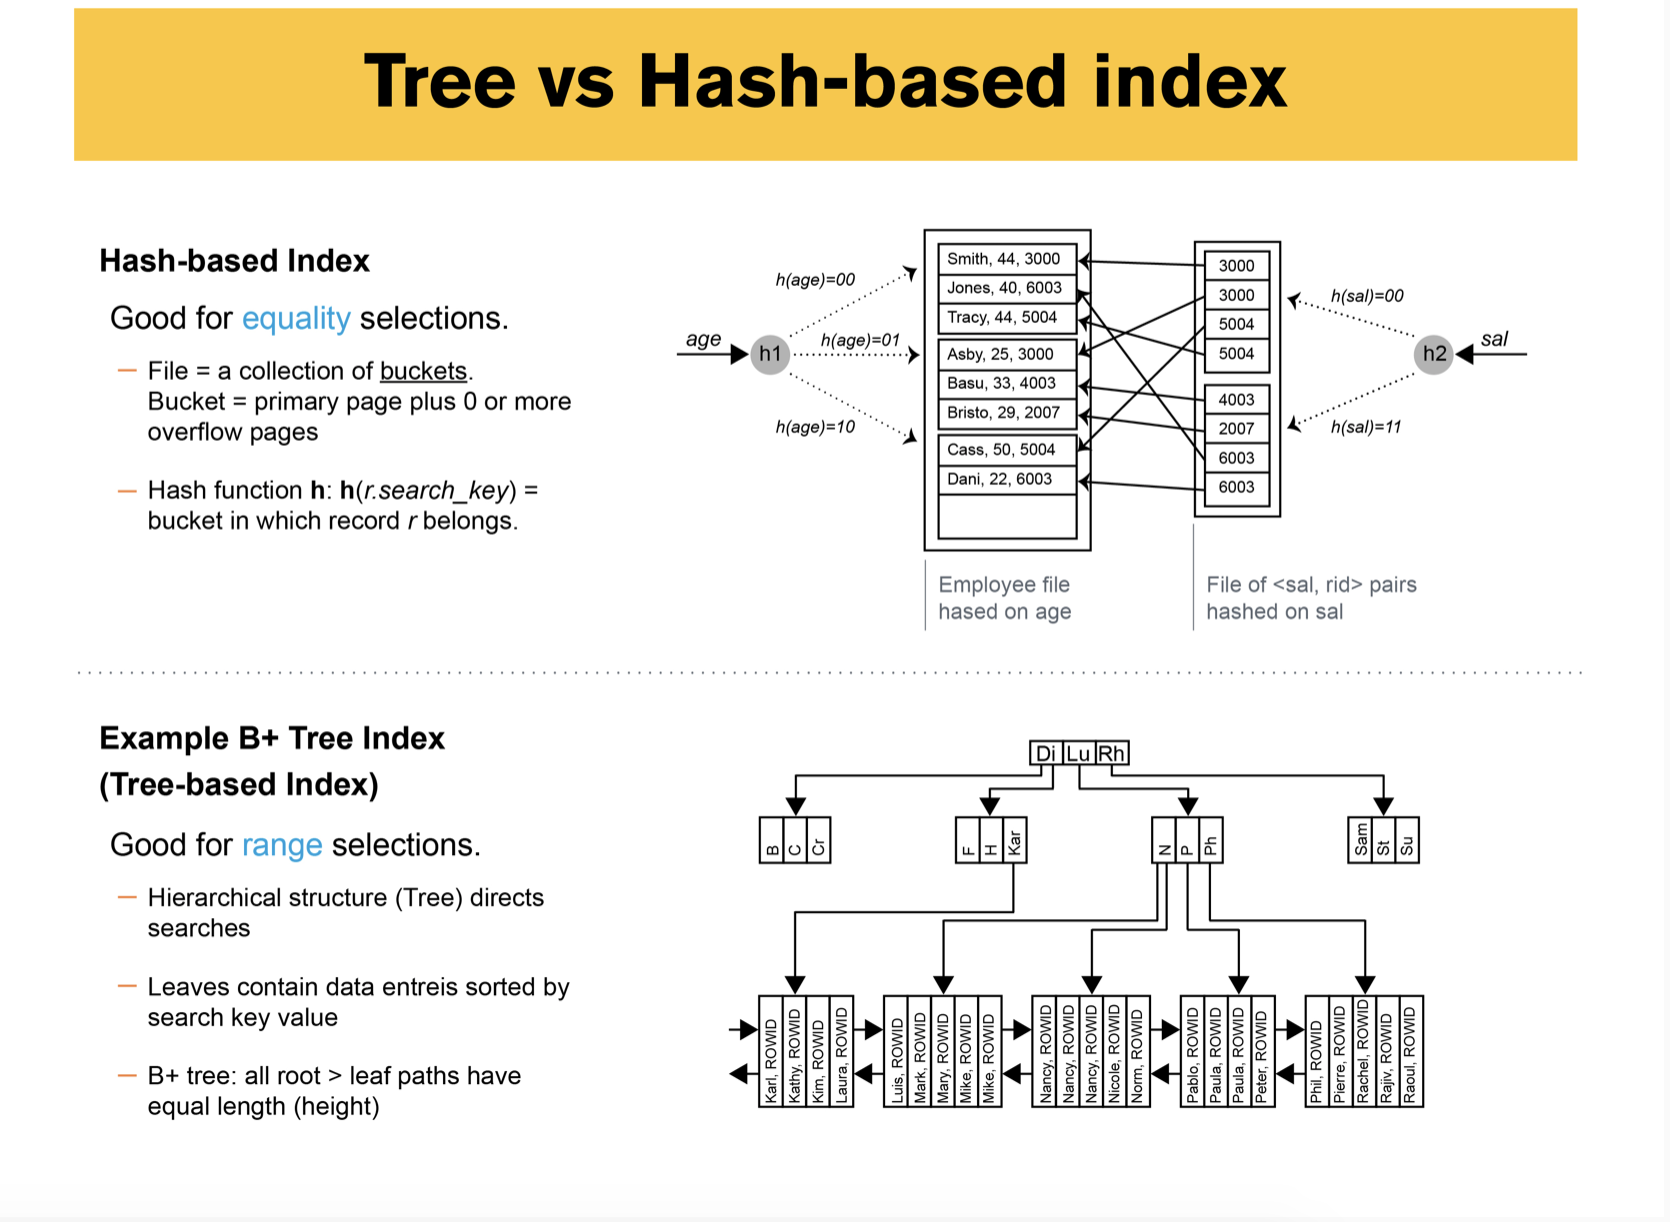 Tree vs Hash-based index
Hash-based Index
Good for equality selections.
— File = a collection of buckets.
Bucket = primary page plus 0 or more
overflow pages
— Hash function h: h(r.search_key) =
bucket in which record r belongs.
age
h1
h(age)=00
h(age)=01
h(age)=10
Smith, 44, 3000
Jones, 40, 6003
Tracy, 44, 5004
Asby, 25, 3000
Basu, 33, 4003
Bristo, 29, 2007
Cass, 50, 5004
Dani, 22, 6003
3000
3000
5004
5004
4003
2007
6003
6003
h(sal)=00
h(sal)=11
h2
sal
Employee file
hased on age
File of <sal, rid> pairs
hashed on sal
Example B+ Tree Index
(Tree-based Index)
Good for range selections.
— Hierarchical structure (Tree) directs
searches
— Leaves contain data entreis sorted by
search key value
— B+ tree: all root > leaf paths have
equal length (height)
Di Lu Rh
B
C
Cr
F
H
Kar
N
P
Ph
Sam
St
Su
Karl, ROWID
Kathy, ROWID
Kim, ROWID
Laura, ROWID
Luis, ROWID
Mark, ROWID
Mary, ROWID
Mike, ROWID
Mike, ROWID
Nancy, ROWID
Nancy, ROWID
Nancy, ROWID
Nicole, ROWID
Norm, ROWID
Pablo, ROWID
Paula, ROWID
Paula, ROWID
Peter, ROWID
Phil, ROWID
Pierre, ROWID
Rachel, ROWID
Rajiv, ROWID
Raoul, ROWID